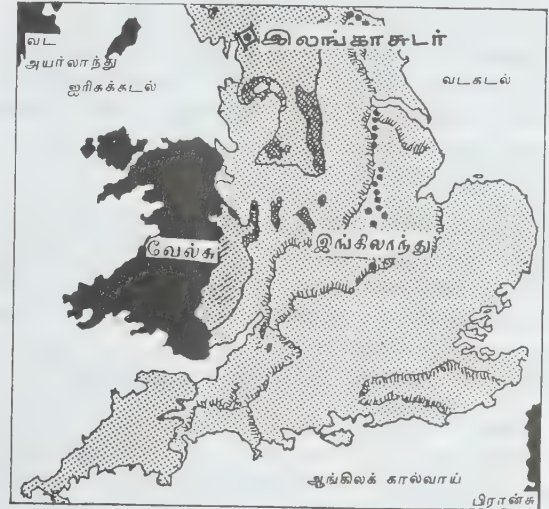 வட
அயர்லாந்து
ஐரிசுக்கடல்
இலங்காசுடர்
வடகடல்
வேல்சு
இங்கிலாந்து
ஆங்கிலக் கால்வாய்
பிரான்சு